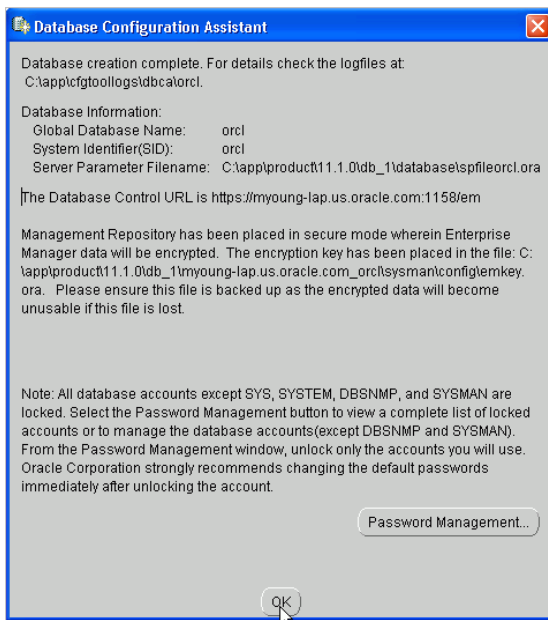 Database Configuration Assistant
Database creation complete. For details check the logfiles at:
C:\app\cfgtoollogs\dbca\orcl.
Database Information:
Global Database Name: orcl
System Identifier(SID): orcl
Server Parameter Filename: C:\app\product\11.1.0\db_1\database\spfileorcl.ora
The Database Control URL is https://myoung-lap.us.oracle.com:1158/em
Management Repository has been placed in secure mode wherein Enterprise
Manager data will be encrypted. The encryption key has been placed in the file: C:
\app\product\11.1.0\db_1\myoung-lap.us.oracle.com_orcl\sysman\config\emkey.
ora. Please ensure this file is backed up as the encrypted data will become
unusable if this file is lost.
Note: All database accounts except SYS, SYSTEM, DBSNMP, and SYSMAN are
locked. Select the Password Management button to view a complete list of locked
accounts or to manage the database accounts(except DBSNMP and SYSMAN).
From the Password Management window, unlock only the accounts you will use.
Oracle Corporation strongly recommends changing the default passwords
immediately after unlocking the account.
Password Management...
OK